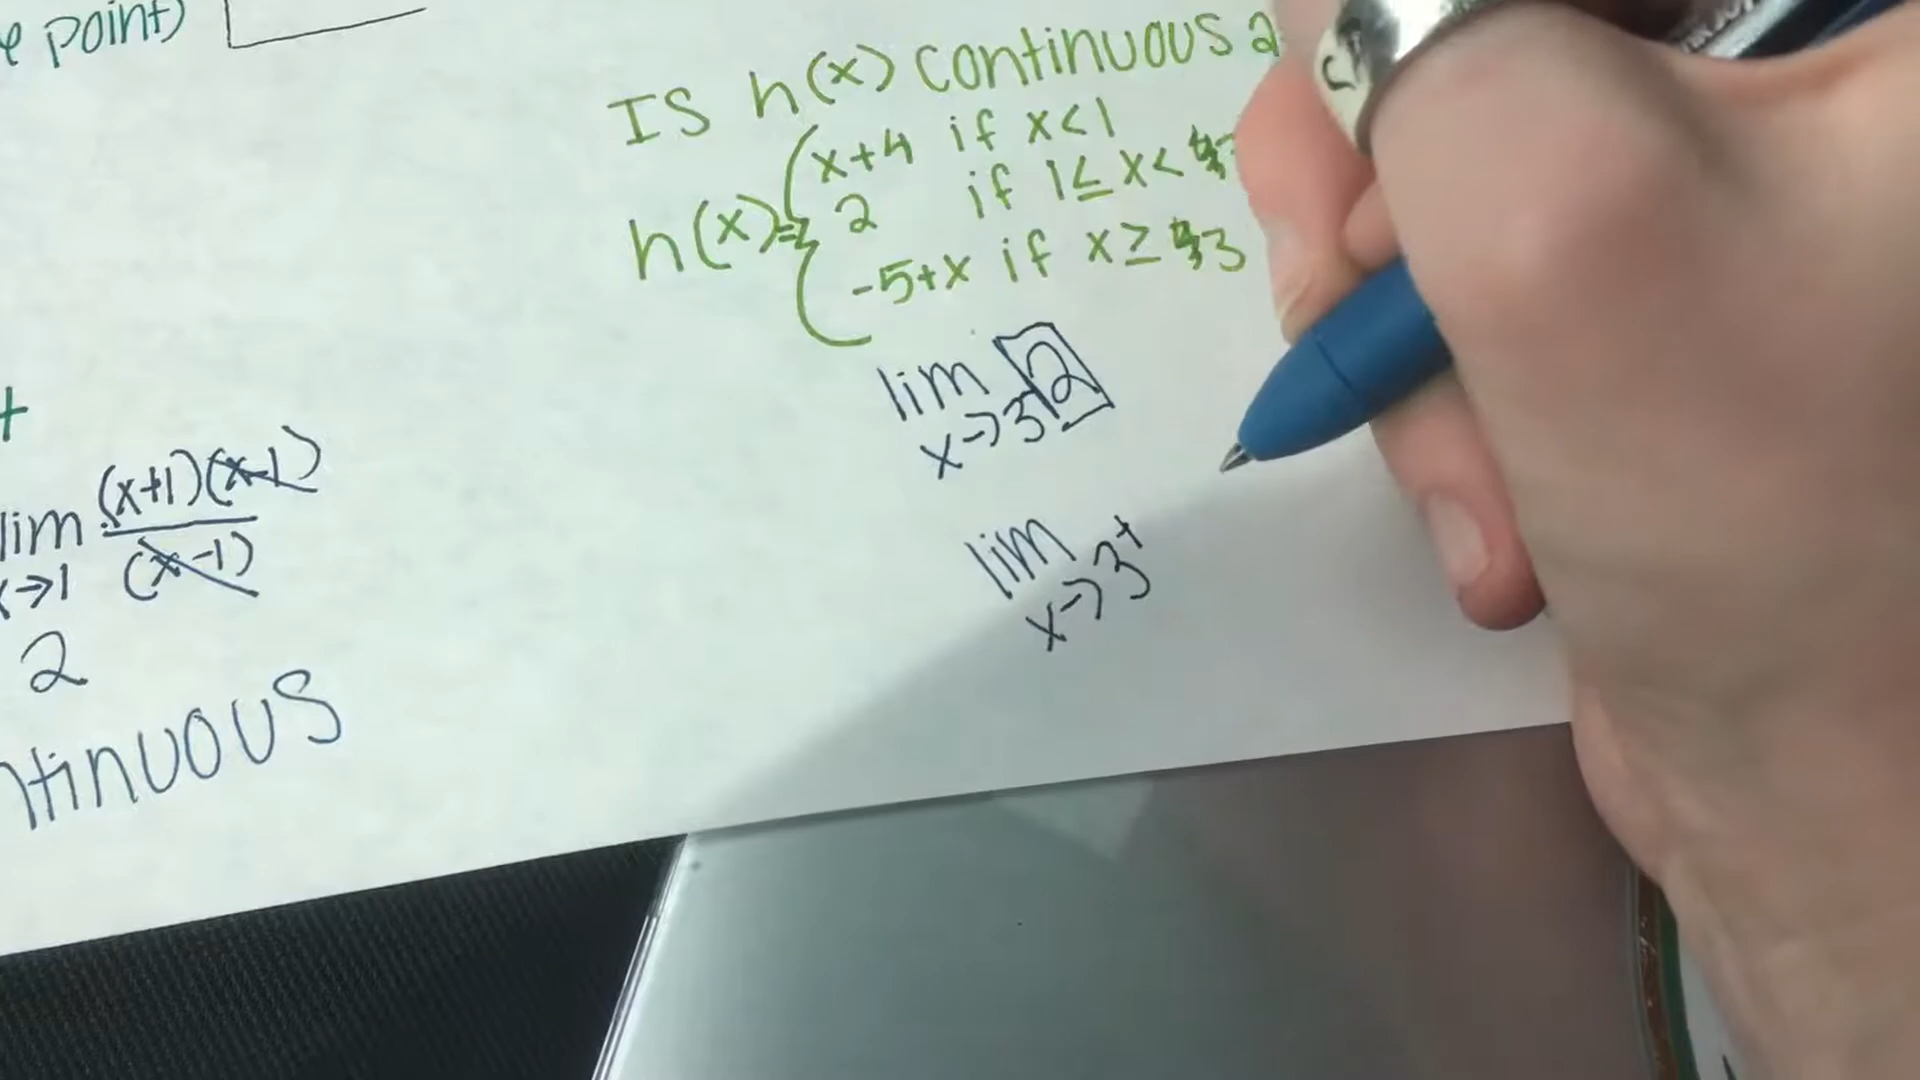 point)
IS h(x) continuous
h(x)= { x+4 if x<1
2 if 1≤x<
-5+x if x≥ 3
lim 2
x→3
lim
x→3⁺
+
lim (x+1)(x-1)
x→1 (x-1)
2
ntinuous